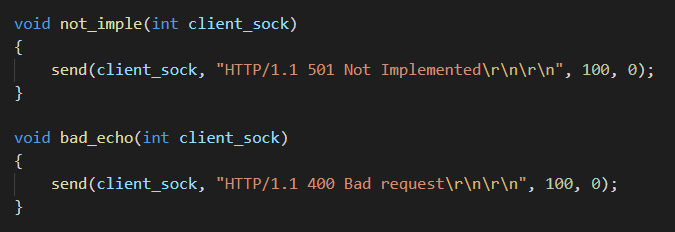 void not_imple(int client_sock)
{
    send(client_sock, "HTTP/1.1 501 Not Implemented\r\n\r\n", 100, 0);
}
void bad_echo(int client_sock)
{
    send(client_sock, "HTTP/1.1 400 Bad request\r\n\r\n", 100, 0);
}